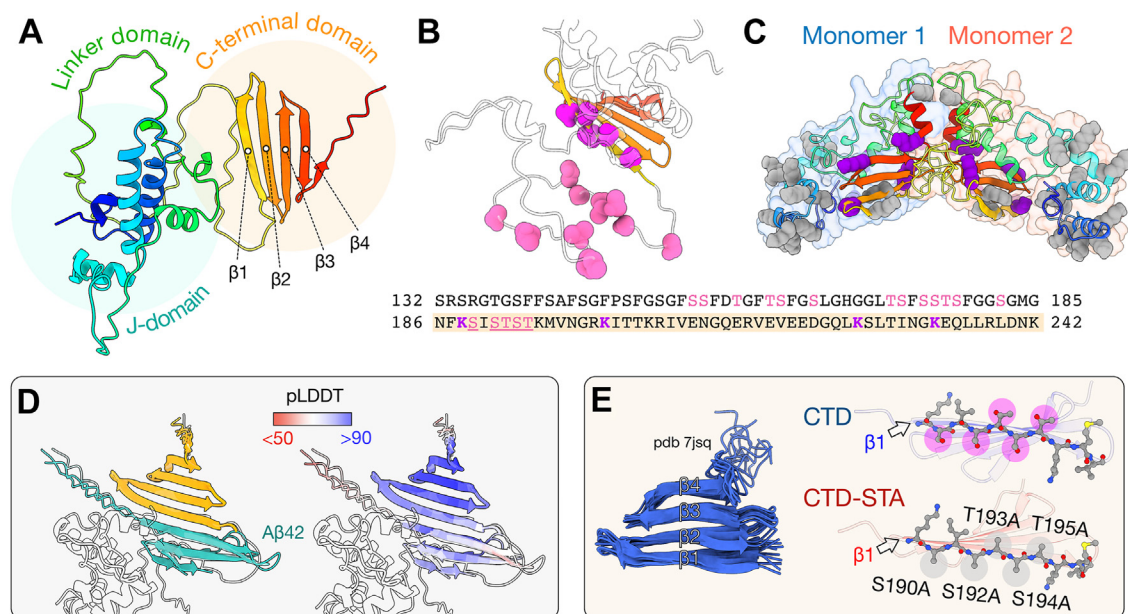 A
Linker domain
C-terminal domain
J-domain
β1
β2
β3
β4
B
C
Monomer 1
Monomer 2
132 SRSRGTGSFFSAFSGFPSFGSGFSSFDTGFTSFGSLGHGGLTSFSSTSFGGSGMG 185
186 NFKSISTSTKMVNGRKITTKRIVENGQERVEVEEDGQLKSLTINGKEQLLRLDNK 242
D
pLDDT
<50
>90
Aβ42
E
pdb 7jsq
β4
β3
β2
β1
CTD
β1
CTD-STA
β1
T193A
T195A
S190A
S192A
S194A